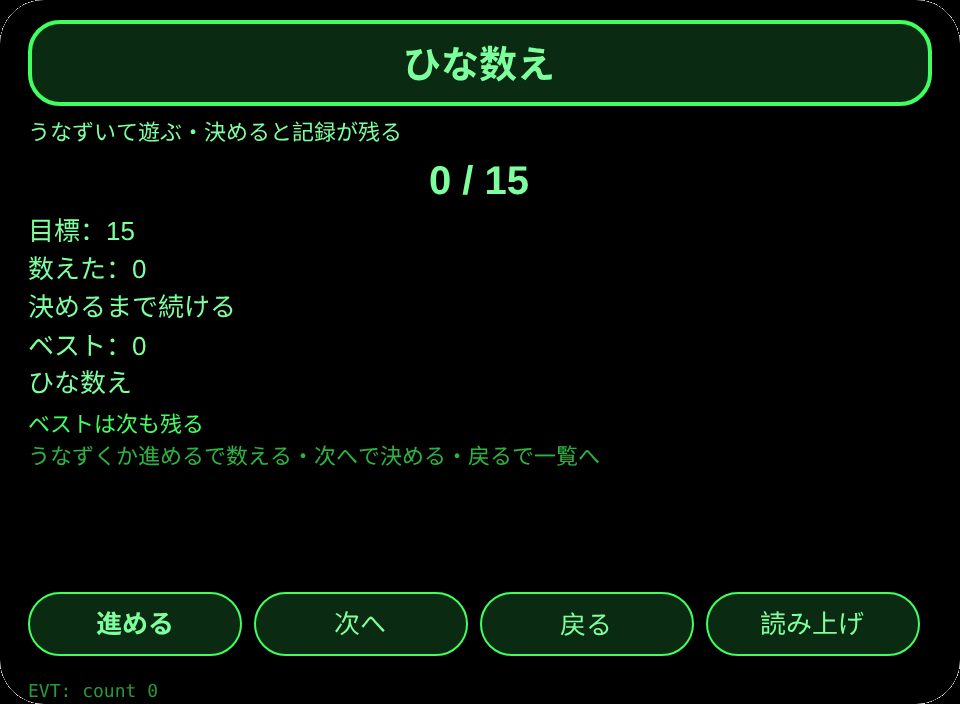 ひな数え
うなずいて遊ぶ・決めると記録が残る
0 / 15
目標：15
数えた：0
決めるまで続ける
ベスト：0
ひな数え
ベストは次も残る
うなずくか進めるで数える・次へで決める・戻るで一覧へ
進める
次へ
戻る
読み上げ
EVT: count 0